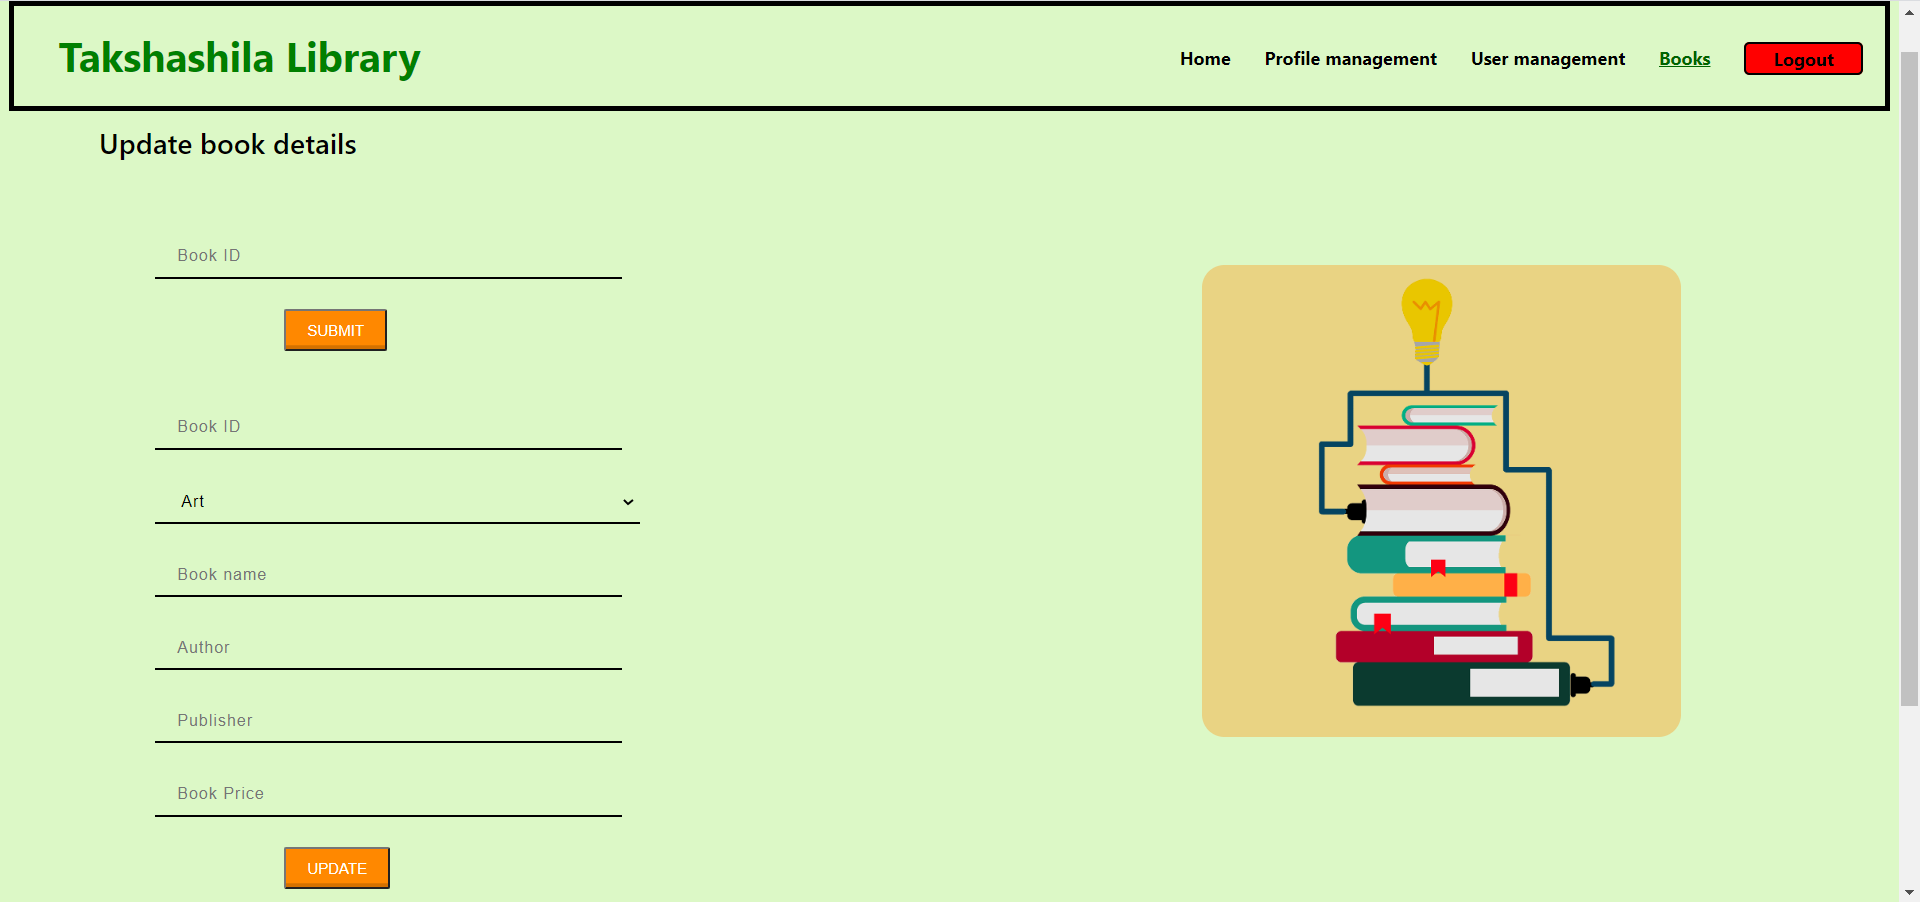 Takshashila Library
Home Profile management User management Books Logout
Update book details
Book ID
SUBMIT
Book ID
Art
Book name
Author
Publisher
Book Price
UPDATE